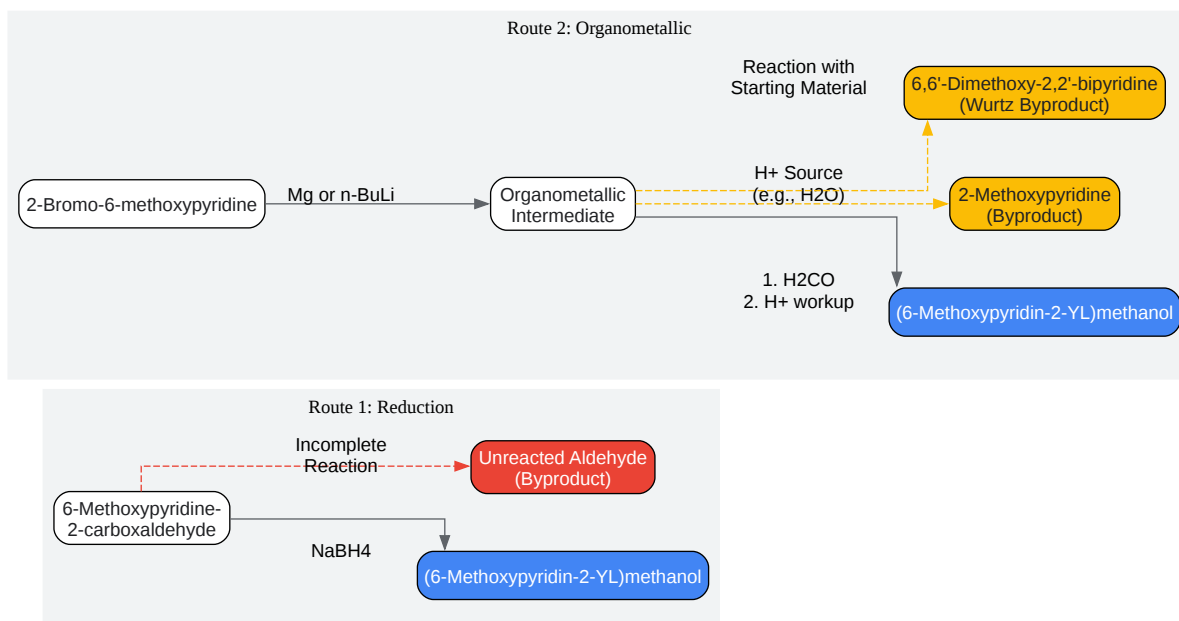 Route 2: Organometallic
Reaction with
Starting Material
6,6'-Dimethoxy-2,2'-bipyridine
(Wurtz Byproduct)
2-Bromo-6-methoxypyridine
Mg or n-BuLi
Organometallic
Intermediate
H+ Source
(e.g., H2O)
2-Methoxypyridine
(Byproduct)
1. H2CO
2. H+ workup
(6-Methoxypyridin-2-YL)methanol
Route 1: Reduction
Incomplete
Reaction
Unreacted Aldehyde
(Byproduct)
6-Methoxypyridine-
2-carboxaldehyde
NaBH4
(6-Methoxypyridin-2-YL)methanol